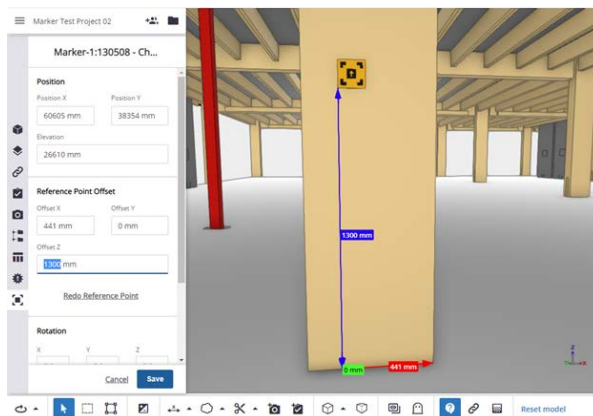 Marker Test Project 02
Marker-1:130508 - Ch...
Position
Position X Position Y
60605 mm 38354 mm
Elevation
26610 mm
Reference Point Offset
Offset X Offset Y
441 mm 0 mm
Offset Z
1300 mm
Redo Reference Point
Rotation
X Y Z
Cancel Save
1300 mm
0 mm
441 mm
Z
X
Reset model